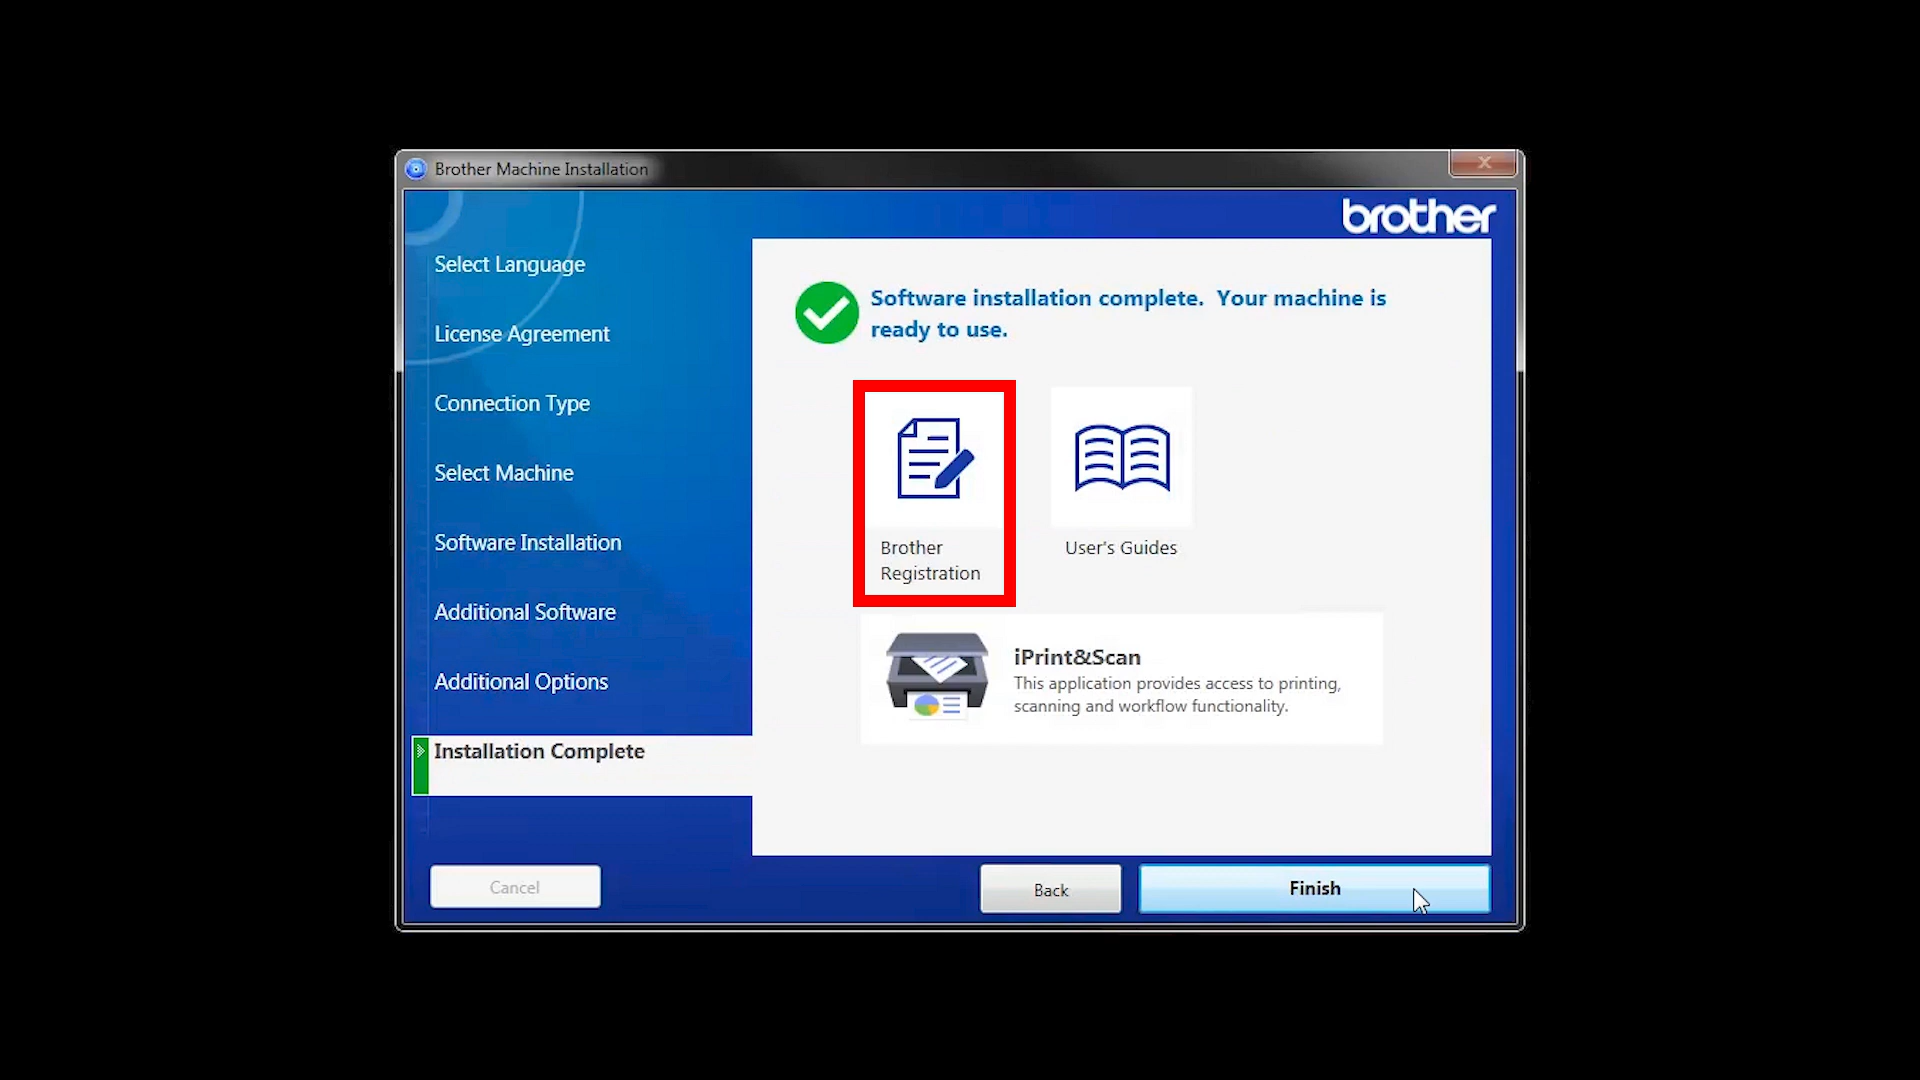 Brother Machine Installation
brother
Select Language
License Agreement
Connection Type
Select Machine
Software Installation
Additional Software
Additional Options
Installation Complete
Software installation complete. Your machine is
ready to use.
Brother
Registration
User's Guides
iPrint&Scan
This application provides access to printing,
scanning and workflow functionality.
Cancel
Back
Finish